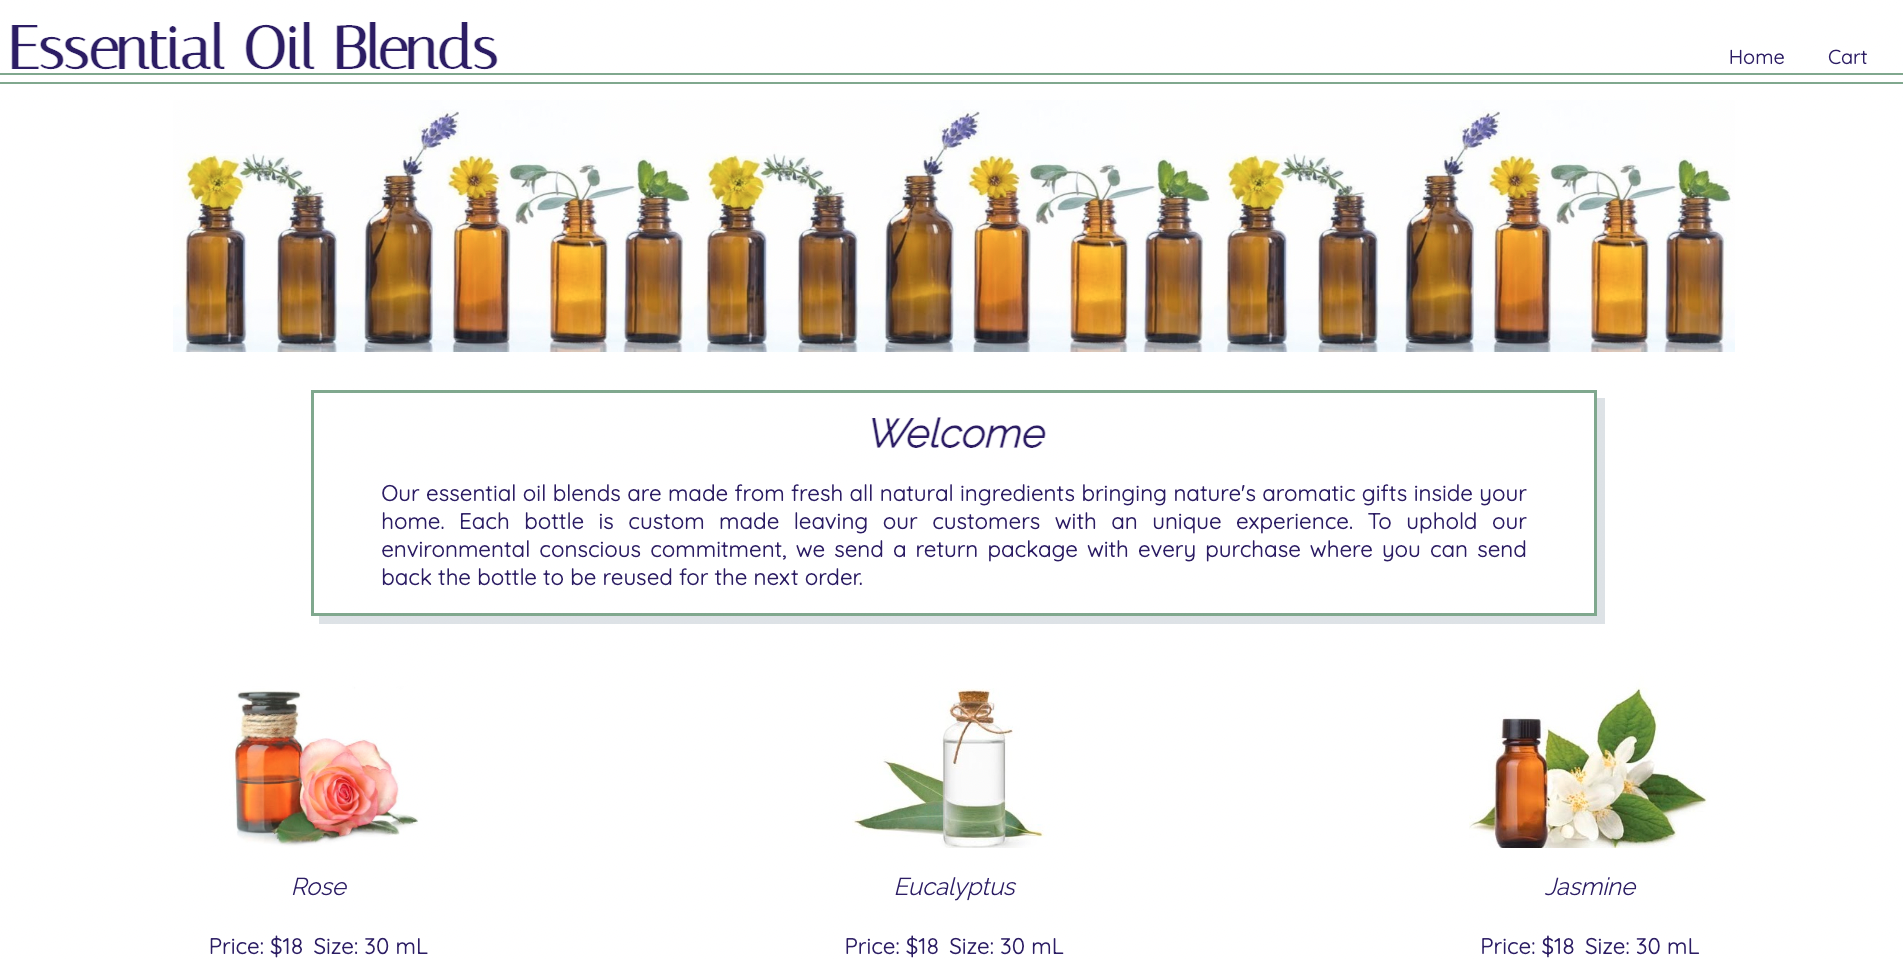 Essential Oil Blends
Home Cart
Welcome
Our essential oil blends are made from fresh all natural ingredients bringing nature's aromatic gifts inside your
home. Each bottle is custom made leaving our customers with an unique experience. To uphold our
environmental conscious commitment, we send a return package with every purchase where you can send
back the bottle to be reused for the next order.
Rose
Eucalyptus
Jasmine
Price: $18 Size: 30 mL
Price: $18 Size: 30 mL
Price: $18 Size: 30 mL